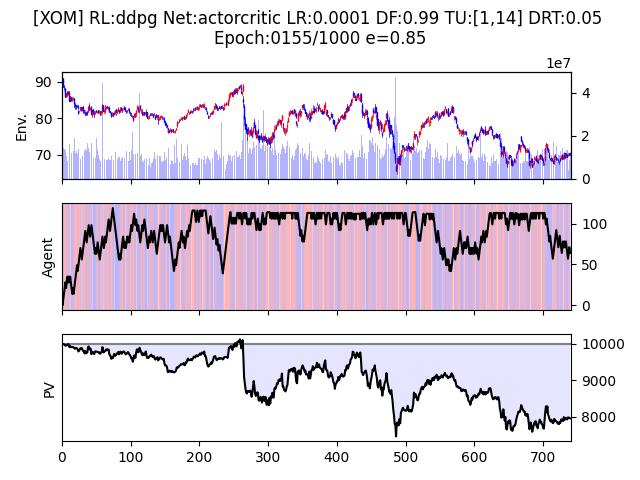 [XOM] RL:ddpg Net:actorcritic LR:0.0001 DF:0.99 TU:[1,14] DRT:0.05
Epoch:0155/1000 e=0.85
1e7
90
80
70
Env.
4
2
0
Agent
100
50
0
PV
10000
9000
8000
0 100 200 300 400 500 600 700